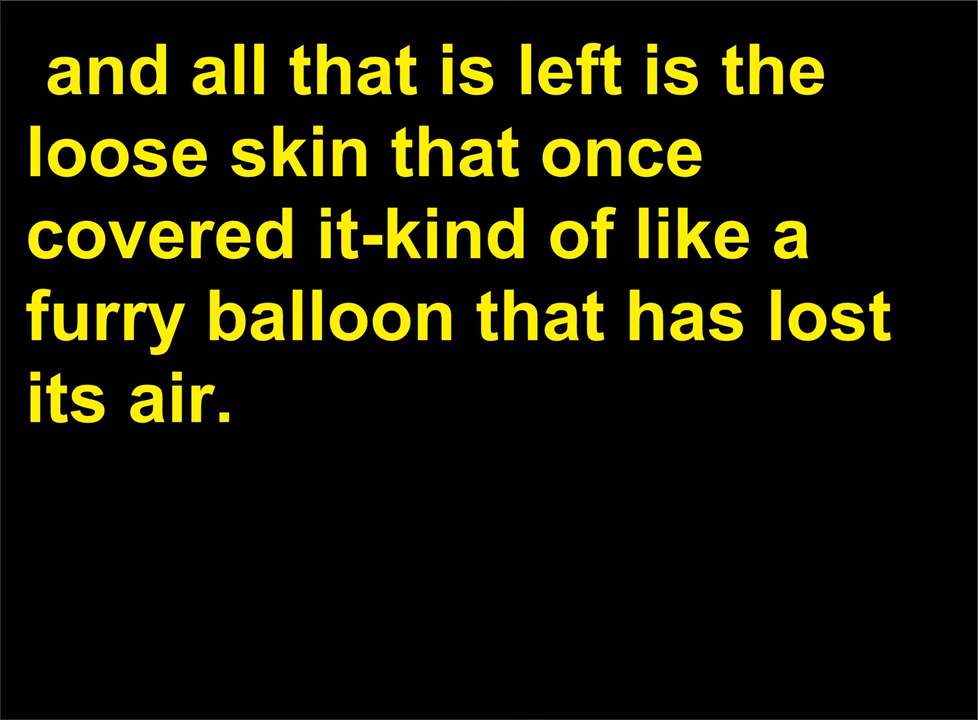 and all that is left is the
loose skin that once
covered it-kind of like a
furry balloon that has lost
its air.